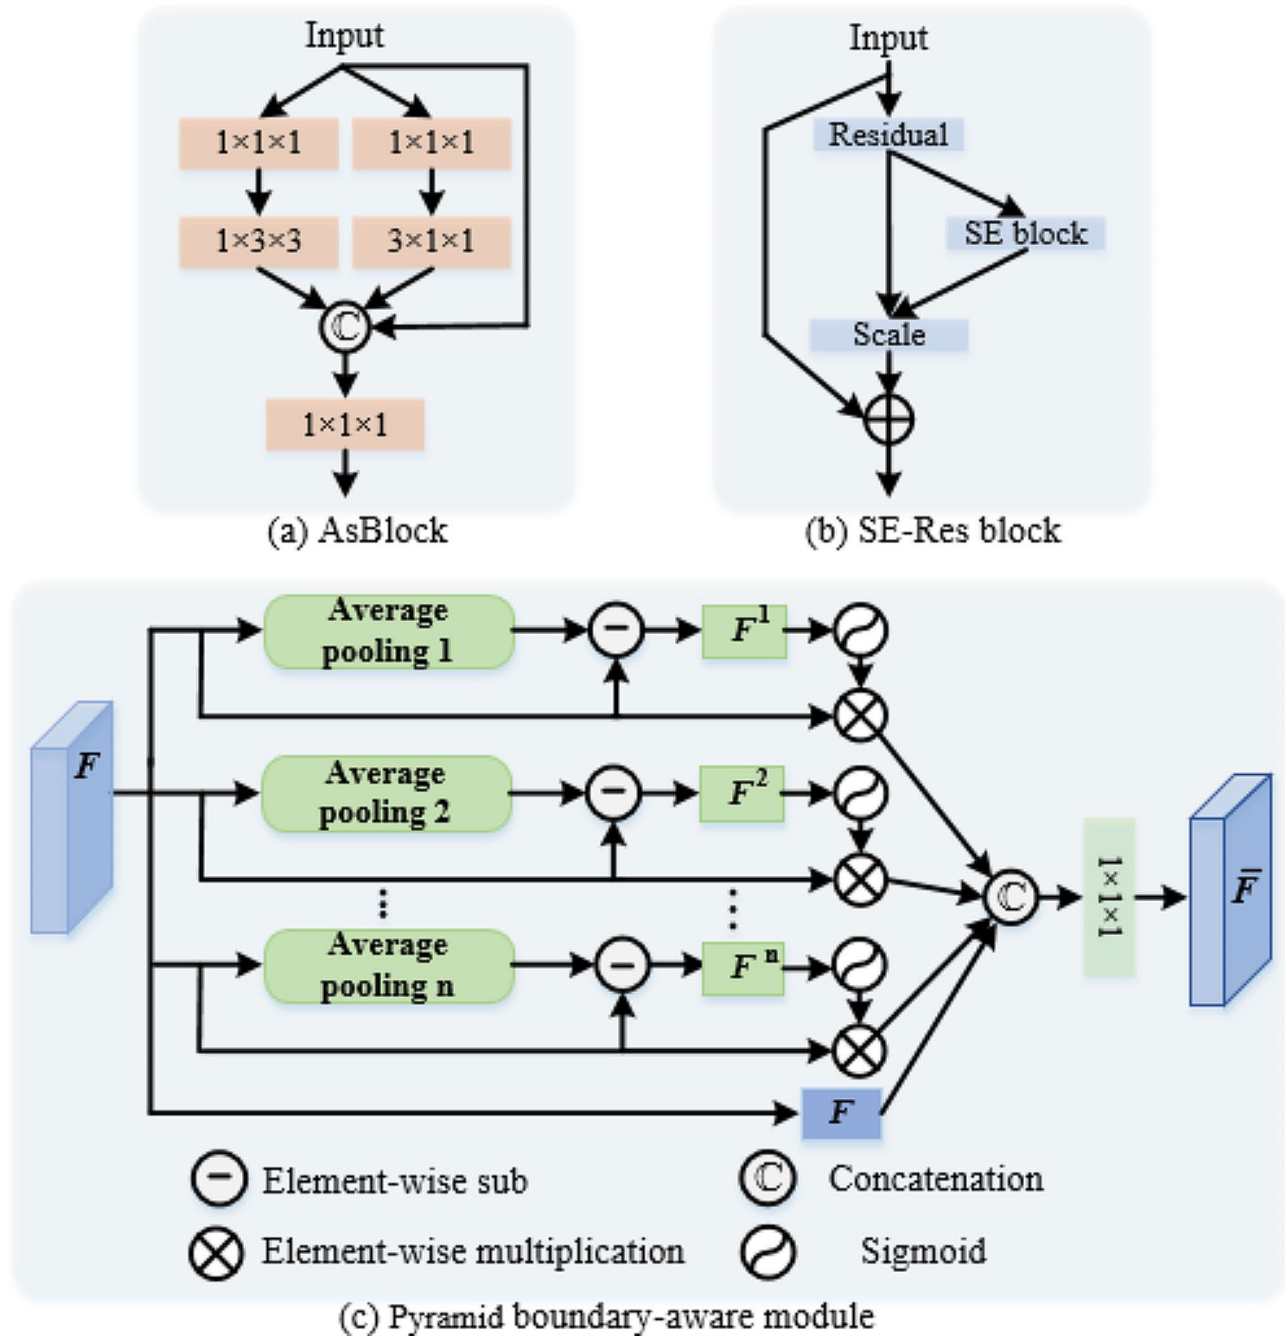 Input
1×1×1
1×1×1
1×3×3
3×1×1
ℂ
1×1×1
(a) AsBlock
Input
Residual
SE block
Scale
(b) SE-Res block
F
Average
pooling 1
F¹
Average
pooling 2
F²
Average
pooling n
Fⁿ
F
ℂ
1×1×1
F̄
Element-wise sub
ℂ Concatenation
Element-wise multiplication
Sigmoid
(c) Pyramid boundary-aware module